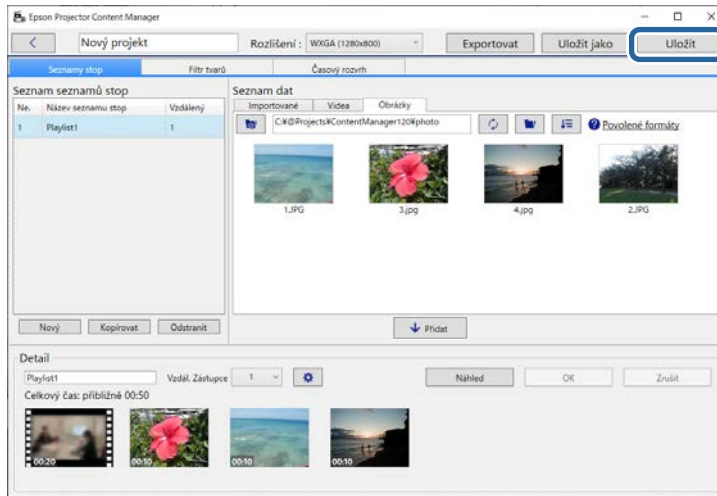 Epson Projector Content Manager
Nový projekt Rozlišení : WXGA (1280x800) Exportovat Uložit jako Uložit
Seznamy stop Filtr tvarů Časový rozvrh
Seznam seznamů stop
Ne. Název seznamu stop Vzdálený
1 Playlist1 1
Nový Kopírovat Odstranit
Seznam dat
Importované Videa Obrázky
C:¥@Projects¥ContentManager120¥photo Povolené formáty
1.JPG 3.jpg 4.jpg 2.JPG
Přidat
Detail
Playlist1 Vzdál. Zástupce 1 Náhled OK Zrušit
Celkový čas: přibližně 00:50
00:20 00:10 00:10 00:10